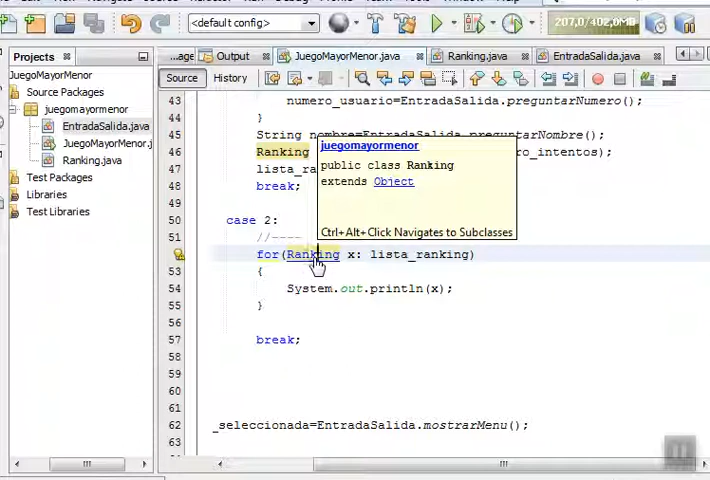 <default config>
207,0/402,0MB
Projects
JuegoMayorMenor
Source Packages
juegomayormenor
EntradaSalida.java
JuegoMayorMenor.j
Ranking.java
Test Packages
Libraries
Test Libraries
...age
Output
JuegoMayorMenor.java
Ranking.java
EntradaSalida.java
Source
History
43 numero_usuario=EntradaSalida.preguntarNumero();
44 }
45 String nombre=EntradaSalida.preguntarNombre();
46 Ranking ro_intentos);
47 lista_ra
48 break;
49
50 case 2:
51 //----
for(Ranking x: lista_ranking)
53 {
54 System.out.println(x);
55 }
56
57 break;
58
59
60
61
62 _seleccionada=EntradaSalida.mostrarMenu();
63
juegomayormenor
public class Ranking
extends Object
Ctrl+Alt+Click Navigates to Subclasses